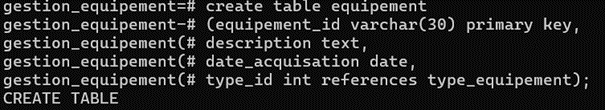 gestion_equipement=# create table equipement
gestion_equipement-# (equipement_id varchar(30) primary key,
gestion_equipement(# description text,
gestion_equipement(# date_acquisation date,
gestion_equipement(# type_id int references type_equipement);
CREATE TABLE